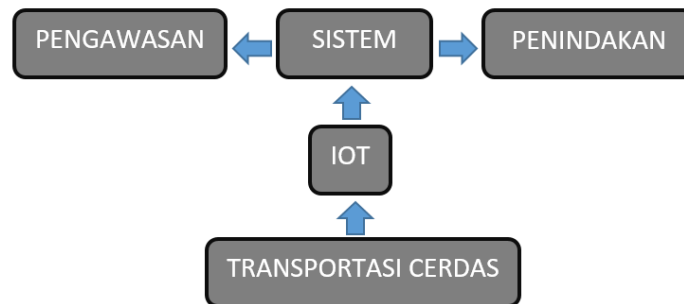 PENGAWASAN
SISTEM
PENINDAKAN
IOT
TRANSPORTASI CERDAS